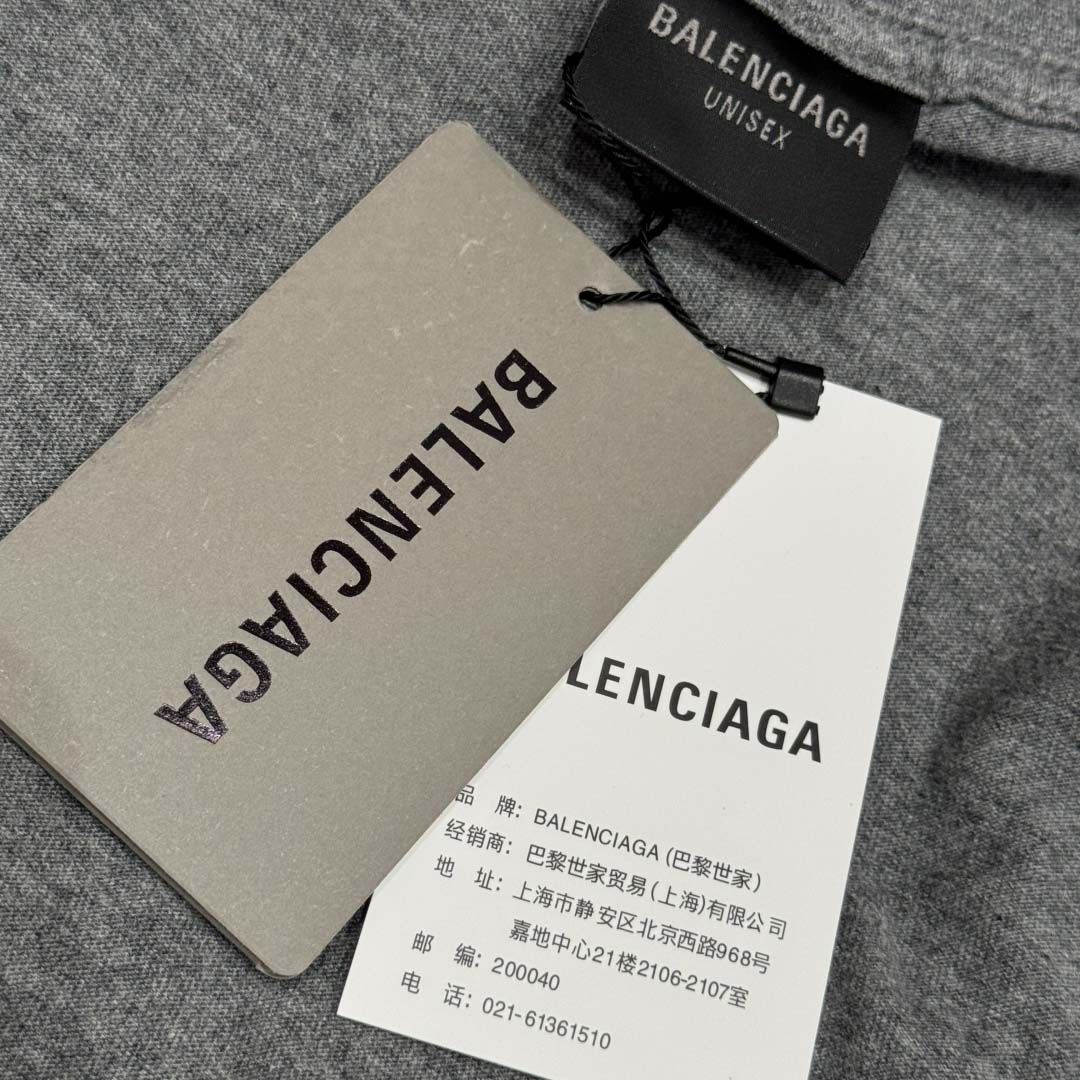 BALENCIAGA
UNISEX
BALENCIAGA
LENCIAGA
品 牌: BALENCIAGA (巴黎世家)
经销商: 巴黎世家贸易(上海)有限公司
地 址: 上海市静安区北京西路968号
嘉地中心21楼2106-2107室
邮 编: 200040
电 话: 021-61361510